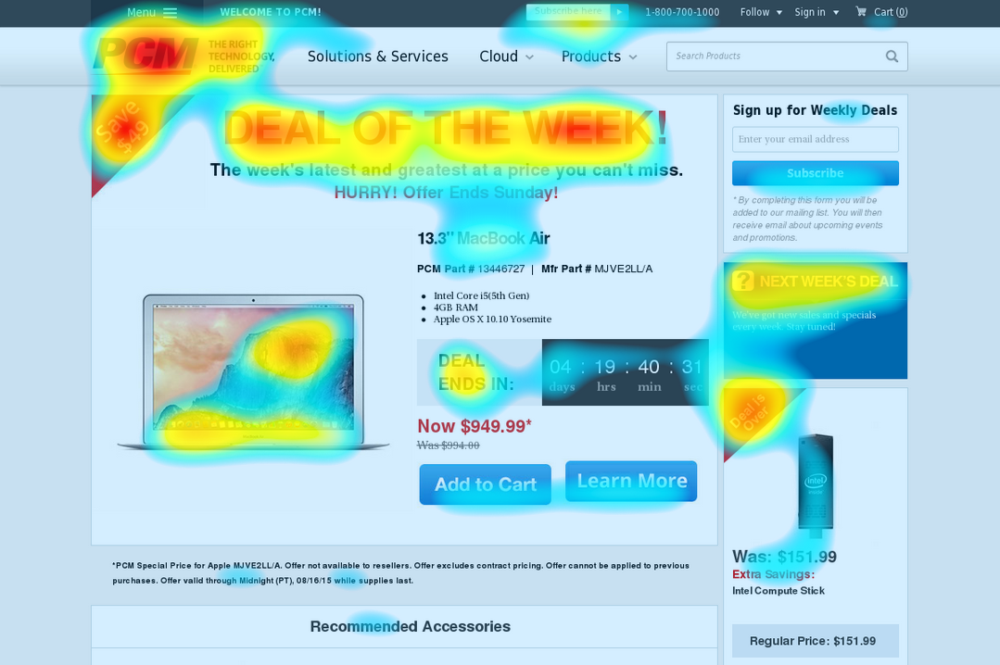 Menu
WELCOME TO PCM!
Subscribe here
1-800-700-1000
Follow
Sign in
Cart (0)
PCM
THE RIGHT
TECHNOLOGY,
DELIVERED
Solutions & Services
Cloud
Products
Search Products
Save
$49
DEAL OF THE WEEK!
The week's latest and greatest at a price you can't miss.
HURRY! Offer Ends Sunday!
13.3" MacBook Air
PCM Part # 13446727 | Mfr Part # MJVE2LL/A
• Intel Core i5(5th Gen)
• 4GB RAM
• Apple OS X 10.10 Yosemite
DEAL
ENDS IN:
04 : 19 : 40 : 31
days hrs min sec
Now $949.99*
Was $994.00
Add to Cart
Learn More
*PCM Special Price for Apple MJVE2LL/A. Offer not available to resellers. Offer excludes contract pricing. Offer cannot be applied to previous
purchases. Offer valid through Midnight (PT), 08/16/15 while supplies last.
Recommended Accessories
Sign up for Weekly Deals
Enter your email address
Subscribe
* By completing this form you will be
added to our mailing list. You will then
receive email about upcoming events
and promotions.
? NEXT WEEK'S DEAL
We've got new sales and specials
every week. Stay tuned!
Deal is
Over
intel
inside
Was: $151.99
Extra Savings:
Intel Compute Stick
Regular Price: $151.99